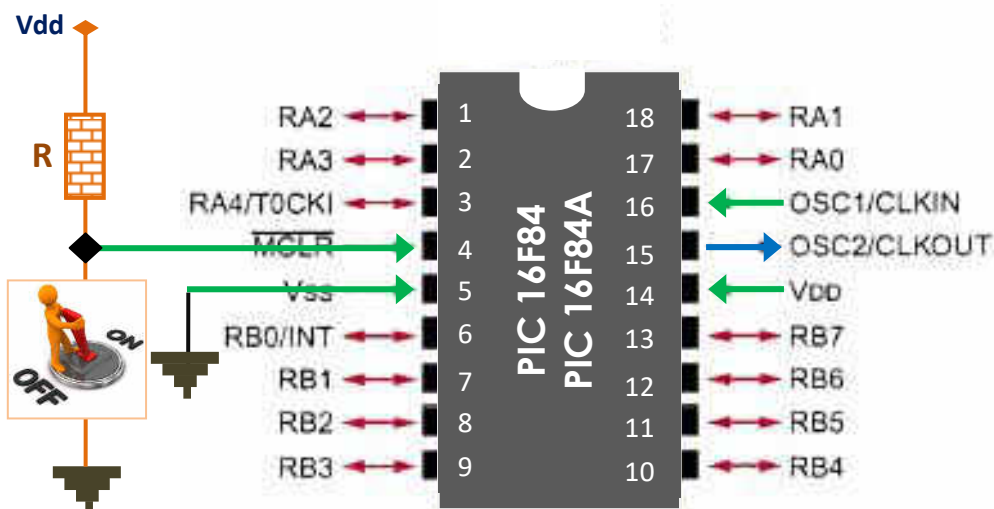 Vdd
R
OFF
ON
RA2
RA3
RA4/T0CKI
MCLR
Vss
RB0/INT
RB1
RB2
RB3
1
2
3
4
5
6
7
8
9
PIC 16F84
PIC 16F84A
18
17
16
15
14
13
12
11
10
RA1
RA0
OSC1/CLKIN
OSC2/CLKOUT
VDD
RB7
RB6
RB5
RB4